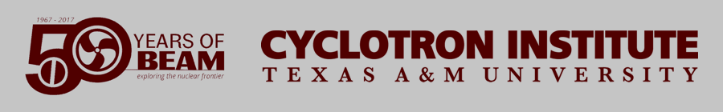 1967 - 2017
50 YEARS OF
BEAM
exploring the nuclear frontier
CYCLOTRON INSTITUTE
TEXAS A&M UNIVERSITY